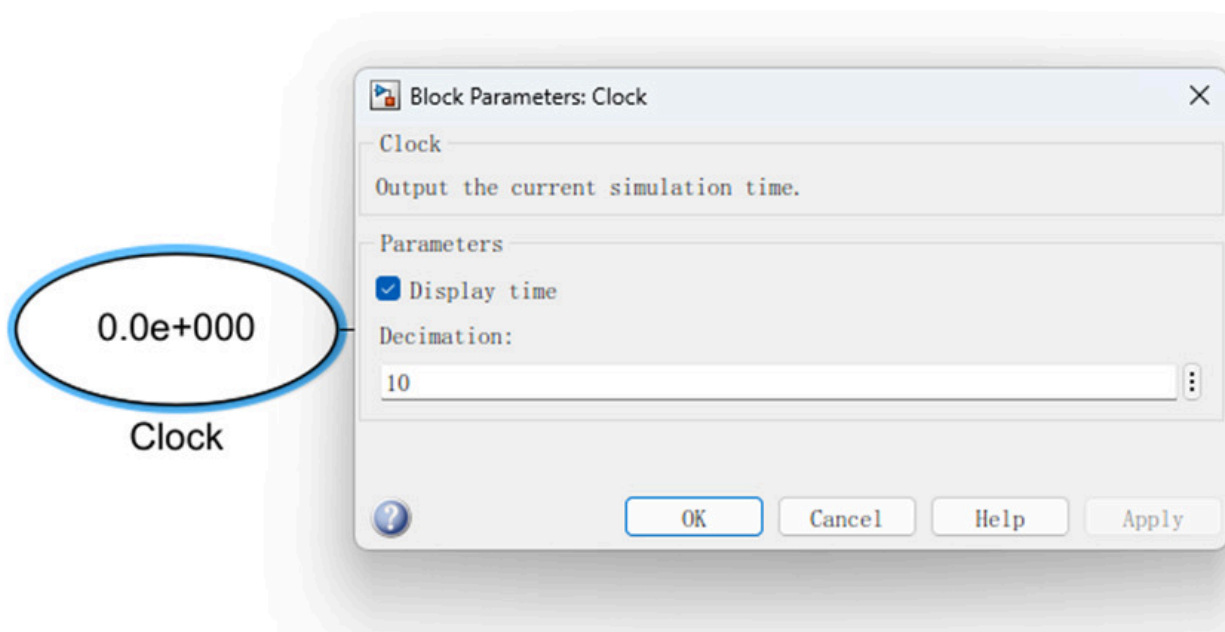 Block Parameters: Clock
Clock
Output the current simulation time.
Parameters
Display time
0.0e+000
Decimation:
10
Clock
OK Cancel Help Apply